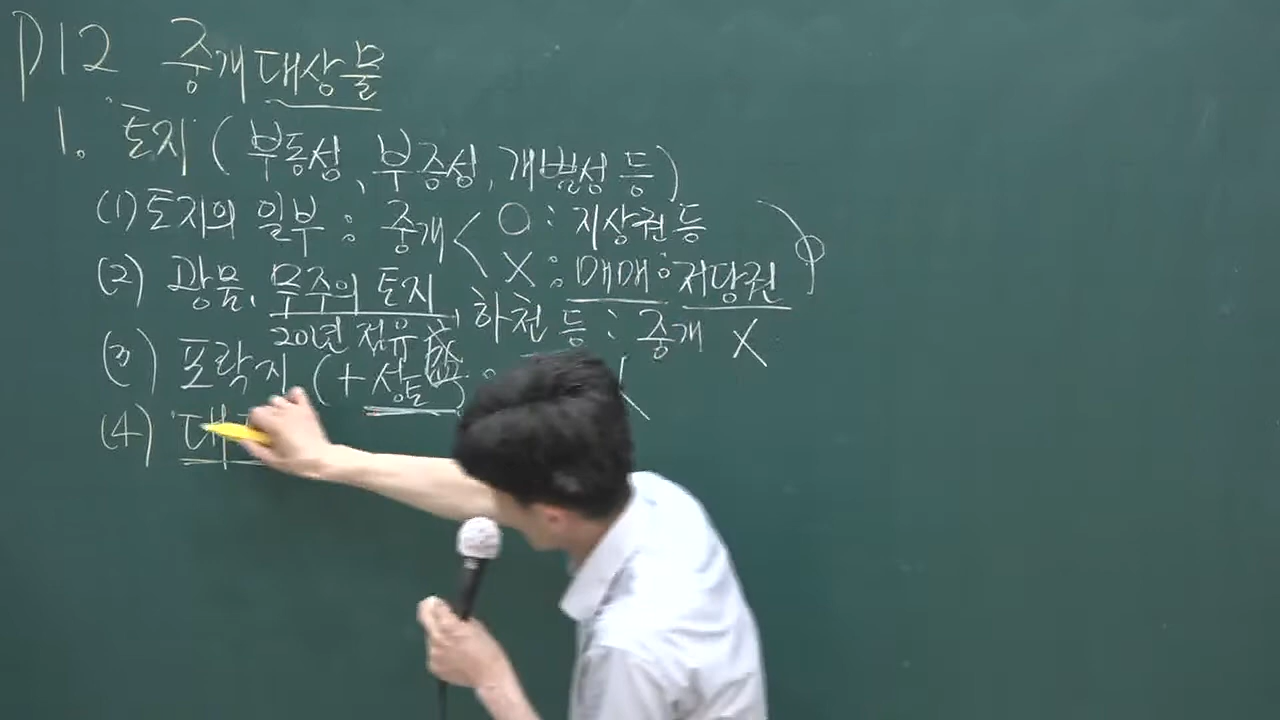 P12 중개대상물
1. 토지 (부동성, 부증성, 개별성 등)
(1) 토지의 일부 : 중개 < O : 지상권 등
X : 매매 : 저당권
(2) 광물, 무주의 토지, 하천 등 : 중개 X
20년 점유
(3) 포락지 (+성토) :
(4) 대